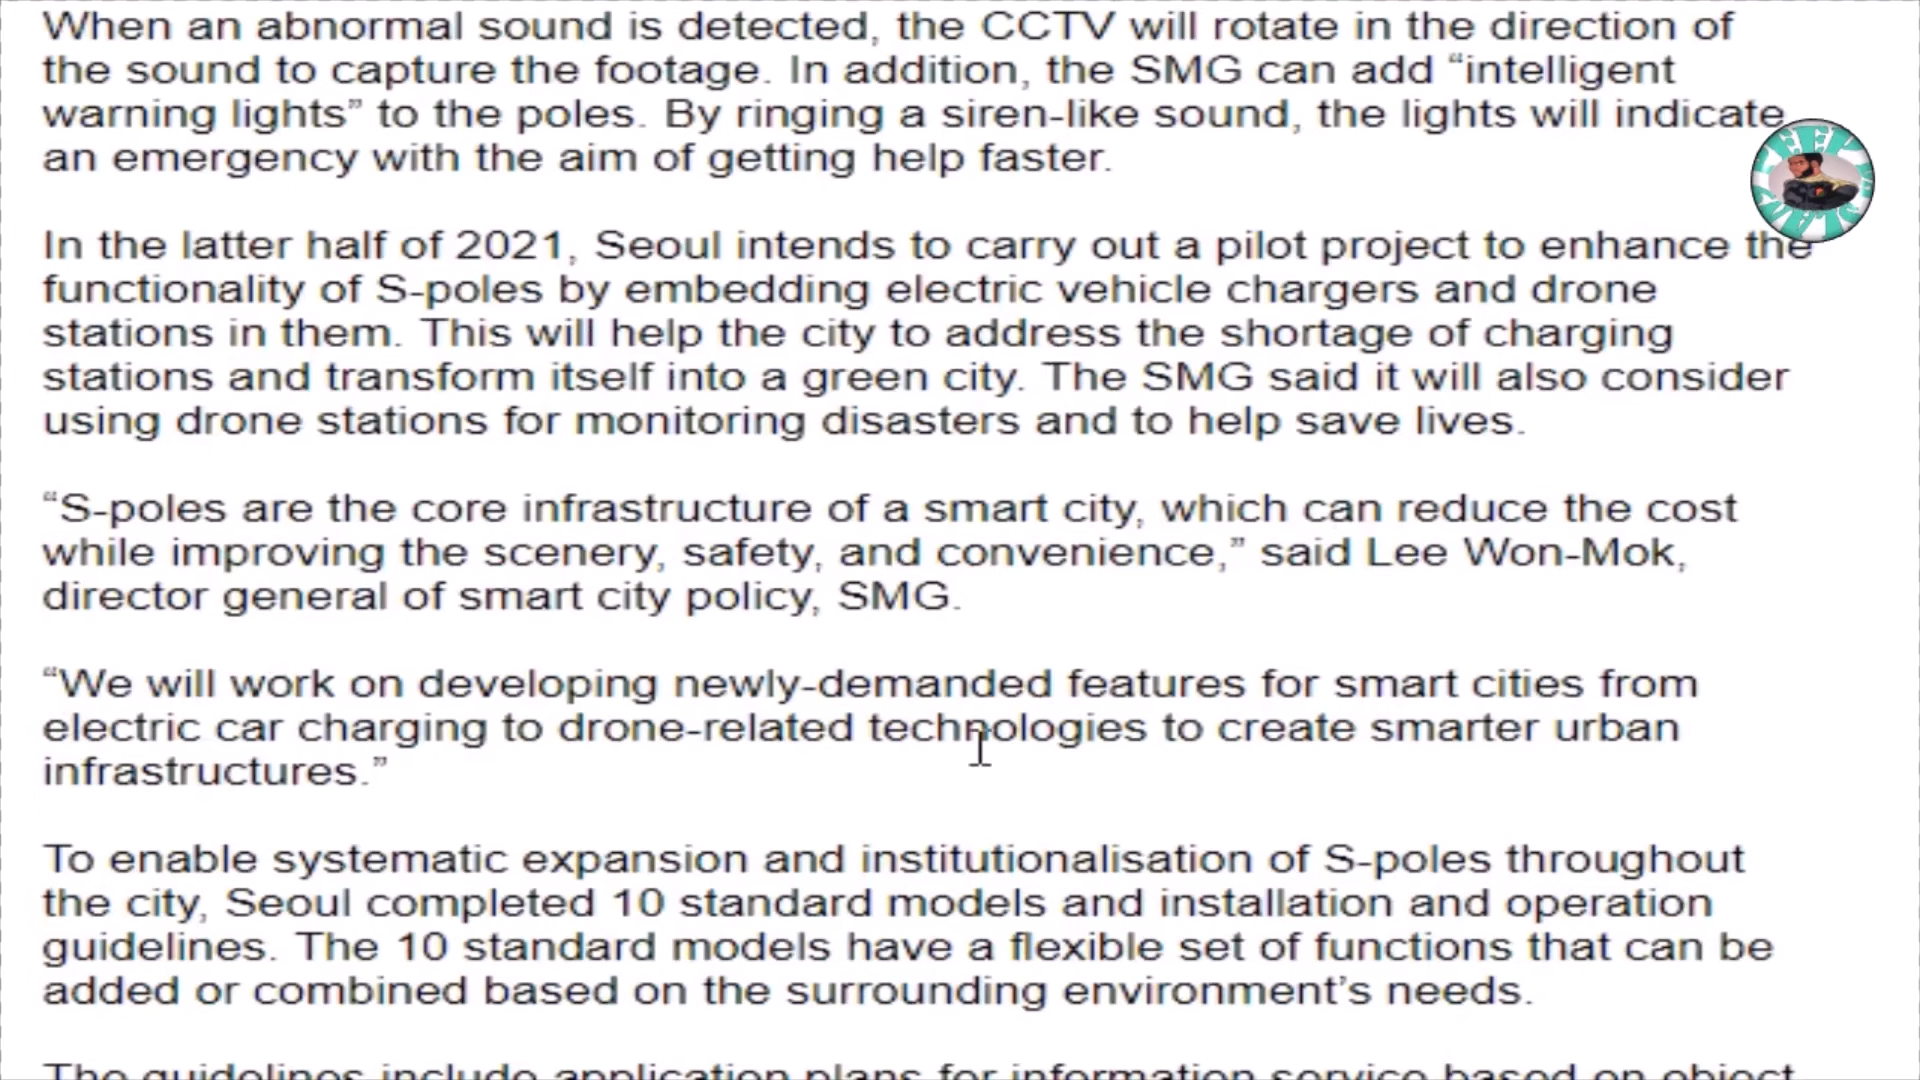 When an abnormal sound is detected, the CCTV will rotate in the direction of
the sound to capture the footage. In addition, the SMG can add “intelligent
warning lights” to the poles. By ringing a siren-like sound, the lights will indicate
an emergency with the aim of getting help faster.
In the latter half of 2021, Seoul intends to carry out a pilot project to enhance the
functionality of S-poles by embedding electric vehicle chargers and drone
stations in them. This will help the city to address the shortage of charging
stations and transform itself into a green city. The SMG said it will also consider
using drone stations for monitoring disasters and to help save lives.
“S-poles are the core infrastructure of a smart city, which can reduce the cost
while improving the scenery, safety, and convenience,” said Lee Won-Mok,
director general of smart city policy, SMG.
“We will work on developing newly-demanded features for smart cities from
electric car charging to drone-related technologies to create smarter urban
infrastructures.”
To enable systematic expansion and institutionalisation of S-poles throughout
the city, Seoul completed 10 standard models and installation and operation
guidelines. The 10 standard models have a flexible set of functions that can be
added or combined based on the surrounding environment’s needs.
The guidelines include application plans for information service based on object